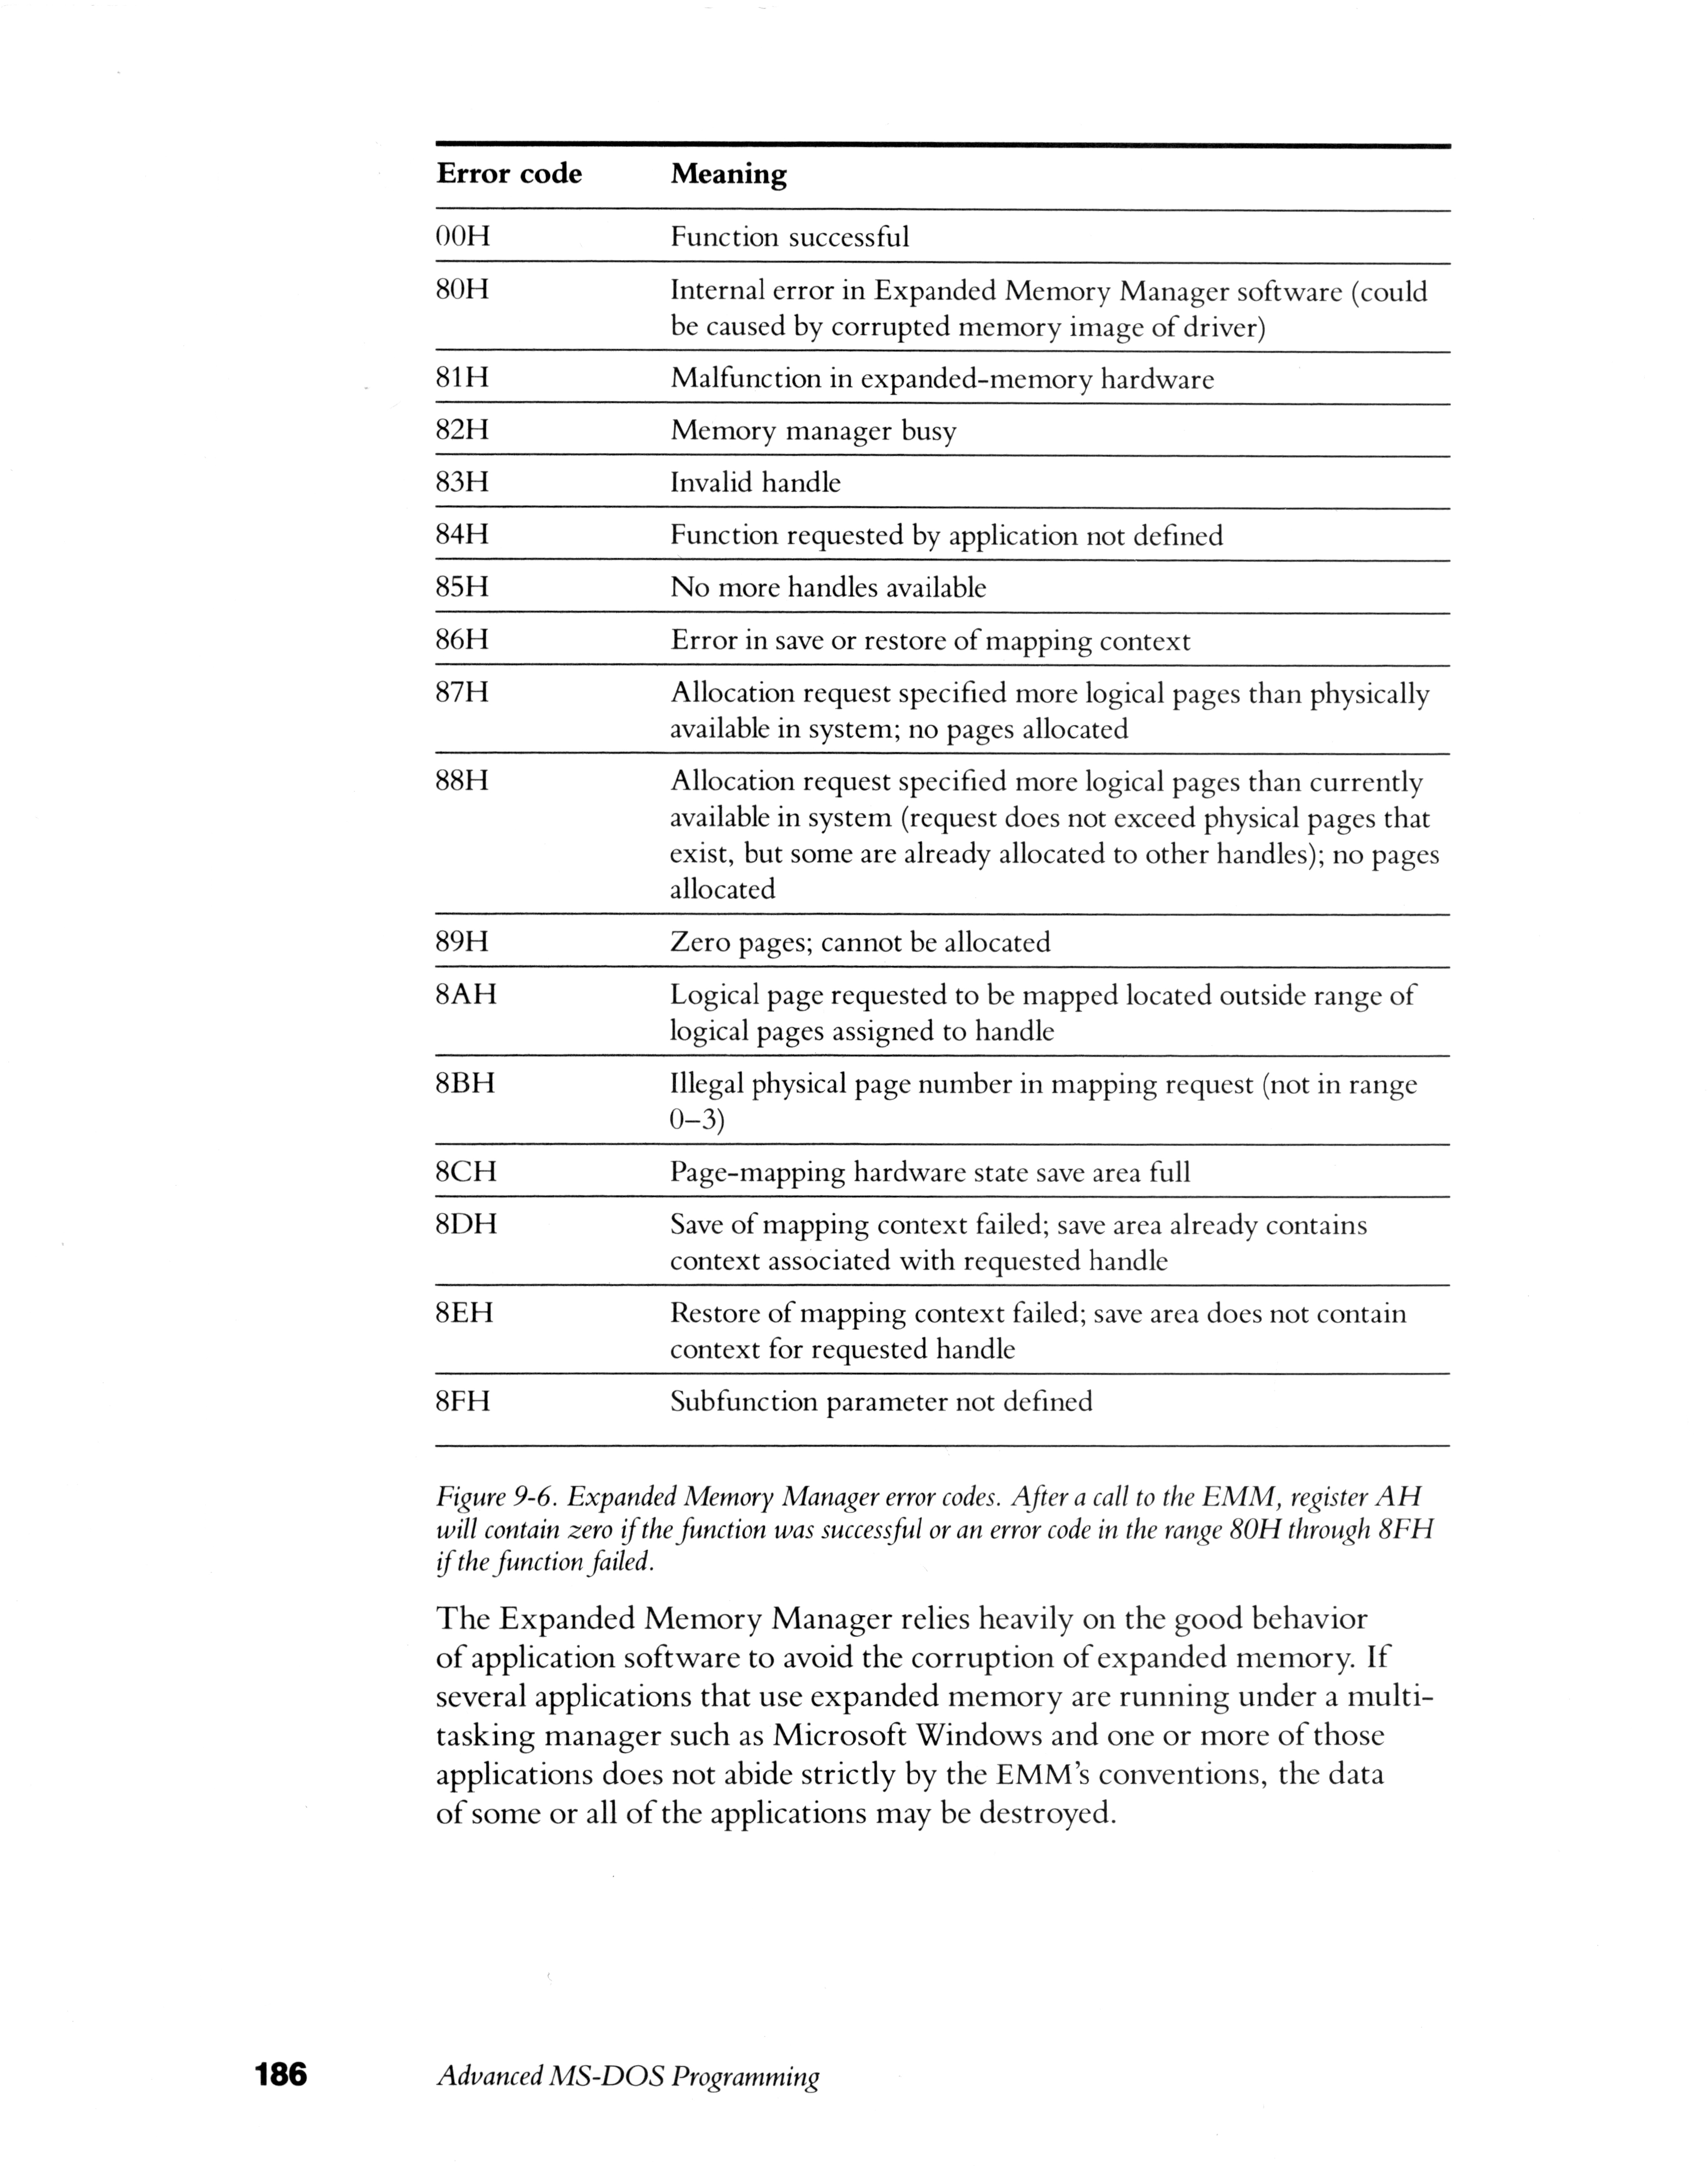 Error code Meaning
00H Function successful
80H Internal error in Expanded Memory Manager software (could
be caused by corrupted memory image of driver)
81H Malfunction in expanded-memory hardware
82H Memory manager busy
83H Invalid handle
84H Function requested by application not defined
85H No more handles available
86H Error in save or restore of mapping context
87H Allocation request specified more logical pages than physically
available in system; no pages allocated
88H Allocation request specified more logical pages than currently
available in system (request does not exceed physical pages that
exist, but some are already allocated to other handles); no pages
allocated
89H Zero pages; cannot be allocated
8AH Logical page requested to be mapped located outside range of
logical pages assigned to handle
8BH Illegal physical page number in mapping request (not in range
0–3)
8CH Page-mapping hardware state save area full
8DH Save of mapping context failed; save area already contains
context associated with requested handle
8EH Restore of mapping context failed; save area does not contain
context for requested handle
8FH Subfunction parameter not defined
Figure 9-6. Expanded Memory Manager error codes. After a call to the EMM, register AH
will contain zero if the function was successful or an error code in the range 80H through 8FH
if the function failed.
The Expanded Memory Manager relies heavily on the good behavior
of application software to avoid the corruption of expanded memory. If
several applications that use expanded memory are running under a multi-
tasking manager such as Microsoft Windows and one or more of those
applications does not abide strictly by the EMM's conventions, the data
of some or all of the applications may be destroyed.
186 Advanced MS-DOS Programming